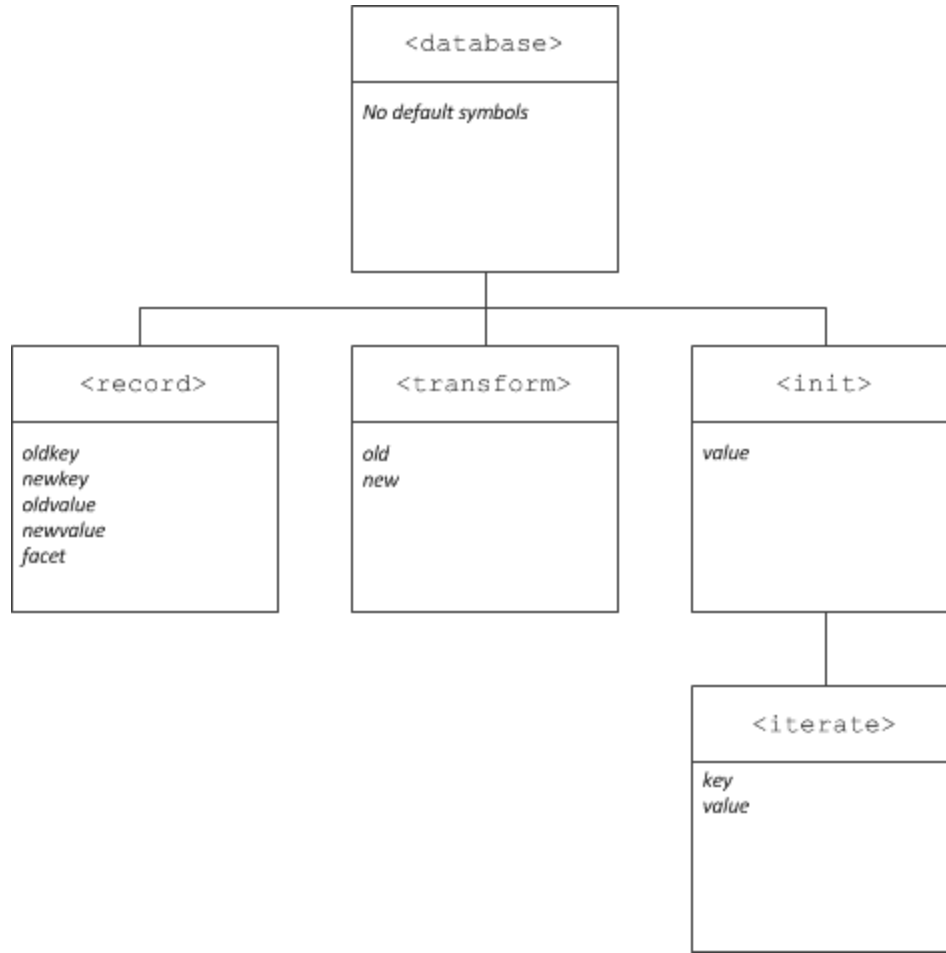 <database>
No default symbols
<record>
oldkey
newkey
oldvalue
newvalue
facet
<transform>
old
new
<init>
value
<iterate>
key
value